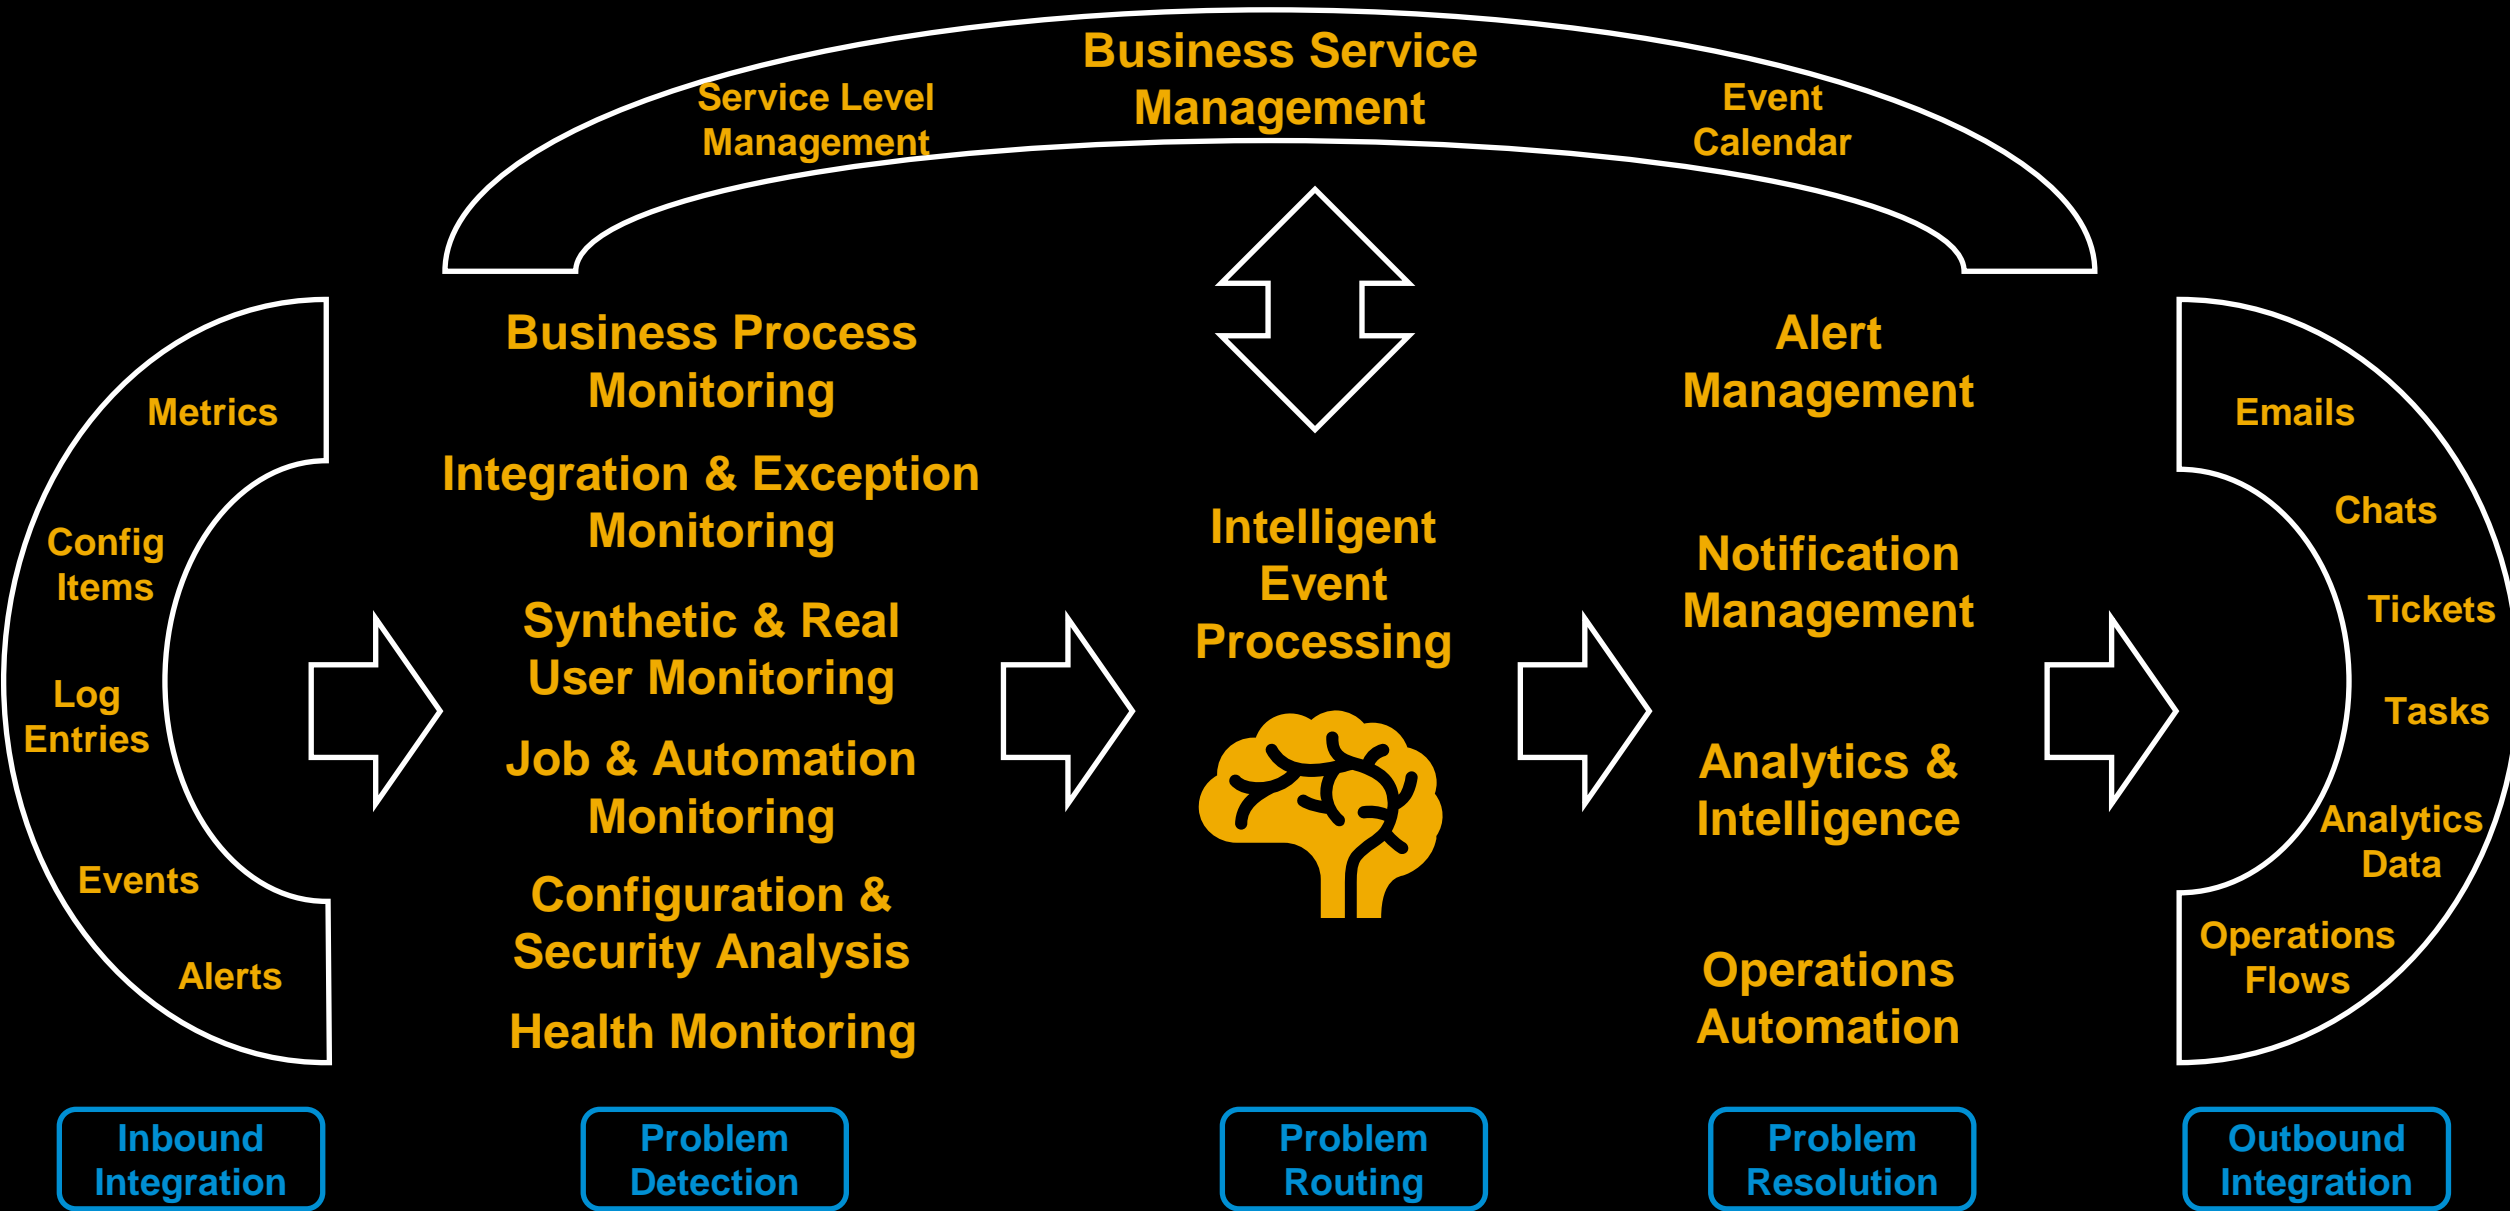 Business Service
Management
Service Level
Management
Event
Calendar
Metrics
Config
Items
Log
Entries
Events
Alerts
Business Process
Monitoring
Integration & Exception
Monitoring
Synthetic & Real
User Monitoring
Job & Automation
Monitoring
Configuration &
Security Analysis
Health Monitoring
Intelligent
Event
Processing
Alert
Management
Notification
Management
Analytics &
Intelligence
Operations
Automation
Emails
Chats
Tickets
Tasks
Analytics
Data
Operations
Flows
Inbound
Integration
Problem
Detection
Problem
Routing
Problem
Resolution
Outbound
Integration